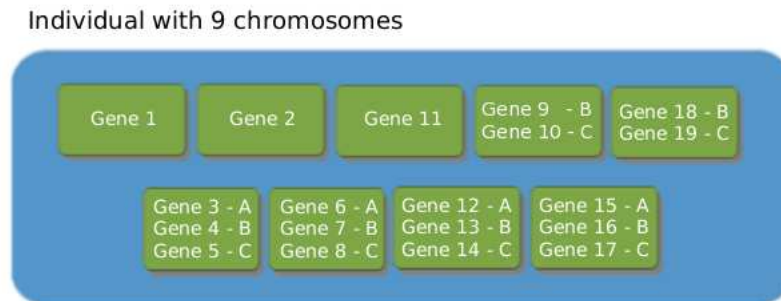 Individual with 9 chromosomes
Gene 1
Gene 2
Gene 11
Gene 9 - B
Gene 10 - C
Gene 18 - B
Gene 19 - C
Gene 3 - A
Gene 4 - B
Gene 5 - C
Gene 6 - A
Gene 7 - B
Gene 8 - C
Gene 12 - A
Gene 13 - B
Gene 14 - C
Gene 15 - A
Gene 16 - B
Gene 17 - C